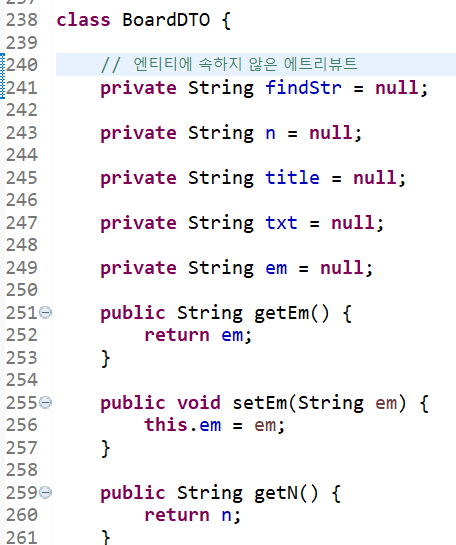 237
238 class BoardDTO {
239
240 // 엔티티에 속하지 않은 에트리뷰트
241 private String findStr = null;
242
243 private String n = null;
244
245 private String title = null;
246
247 private String txt = null;
248
249 private String em = null;
250
251 public String getEm() {
252 return em;
253 }
254
255 public void setEm(String em) {
256 this.em = em;
257 }
258
259 public String getN() {
260 return n;
261 }